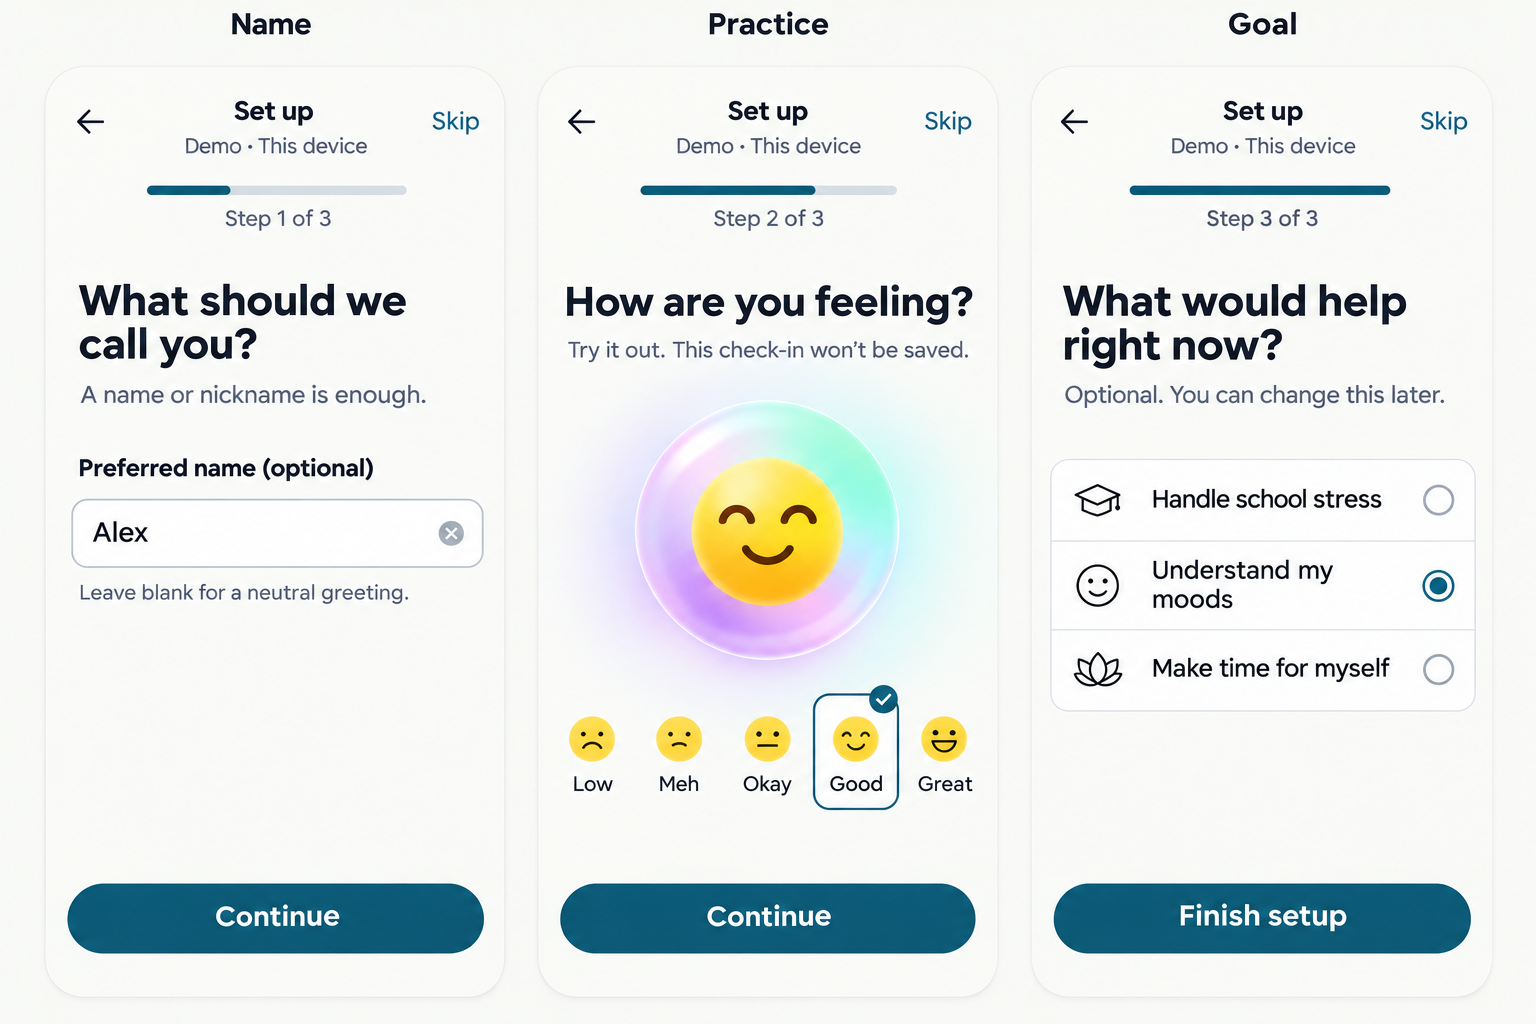 Name
Set up
Skip
Demo • This device
Step 1 of 3
What should we
call you?
A name or nickname is enough.
Preferred name (optional)
Alex
Leave blank for a neutral greeting.
Continue
Practice
Set up
Skip
Demo • This device
Step 2 of 3
How are you feeling?
Try it out. This check-in won’t be saved.
Low Meh Okay Good Great
Continue
Goal
Set up
Skip
Demo • This device
Step 3 of 3
What would help
right now?
Optional. You can change this later.
Handle school stress
Understand my
moods
Make time for myself
Finish setup